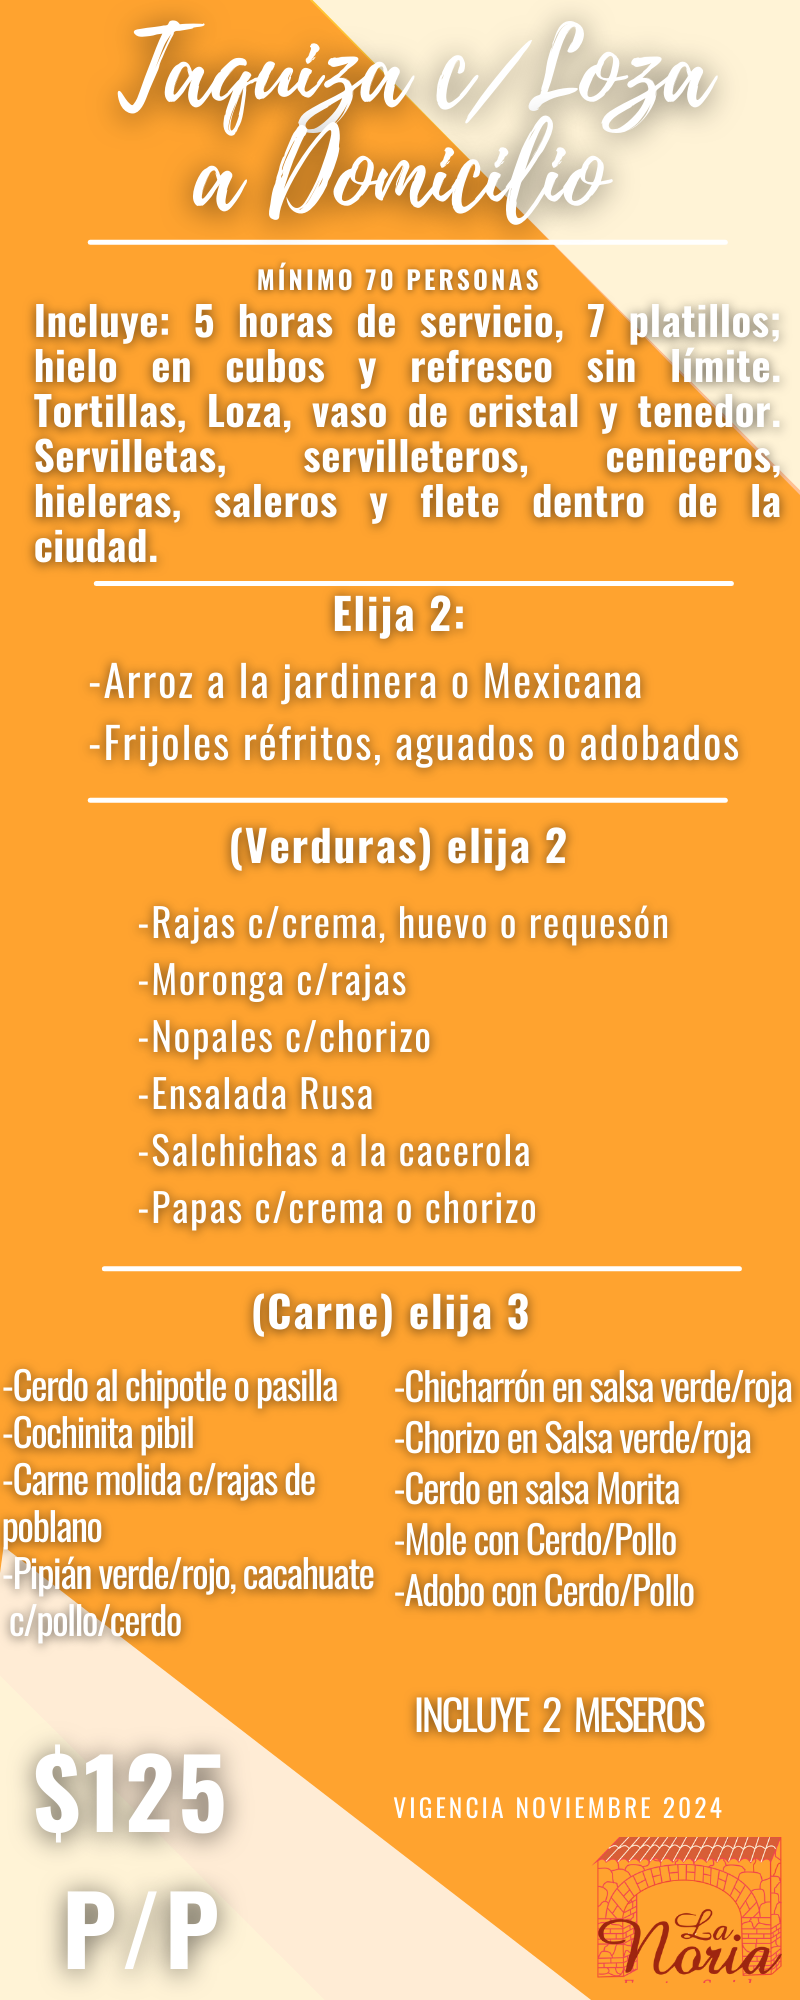 Taquiza c/Loza
a Domicilio
MÍNIMO 70 PERSONAS
Incluye: 5 horas de servicio, 7 platillos;
hielo en cubos y refresco sin límite.
Tortillas, Loza, vaso de cristal y tenedor.
Servilletas, servilleteros, ceniceros,
hieleras, saleros y flete dentro de la
ciudad.
Elija 2:
-Arroz a la jardinera o Mexicana
-Frijoles réfritos, aguados o adobados
(Verduras) elija 2
-Rajas c/crema, huevo o requesón
-Moronga c/rajas
-Nopales c/chorizo
-Ensalada Rusa
-Salchichas a la cacerola
-Papas c/crema o chorizo
(Carne) elija 3
-Cerdo al chipotle o pasilla
-Cochinita pibil
-Carne molida c/rajas de
poblano
-Pipián verde/rojo, cacahuate
c/pollo/cerdo
-Chicharrón en salsa verde/roja
-Chorizo en Salsa verde/roja
-Cerdo en salsa Morita
-Mole con Cerdo/Pollo
-Adobo con Cerdo/Pollo
INCLUYE 2 MESEROS
$125
P/P
VIGENCIA NOVIEMBRE 2024
La
Noria